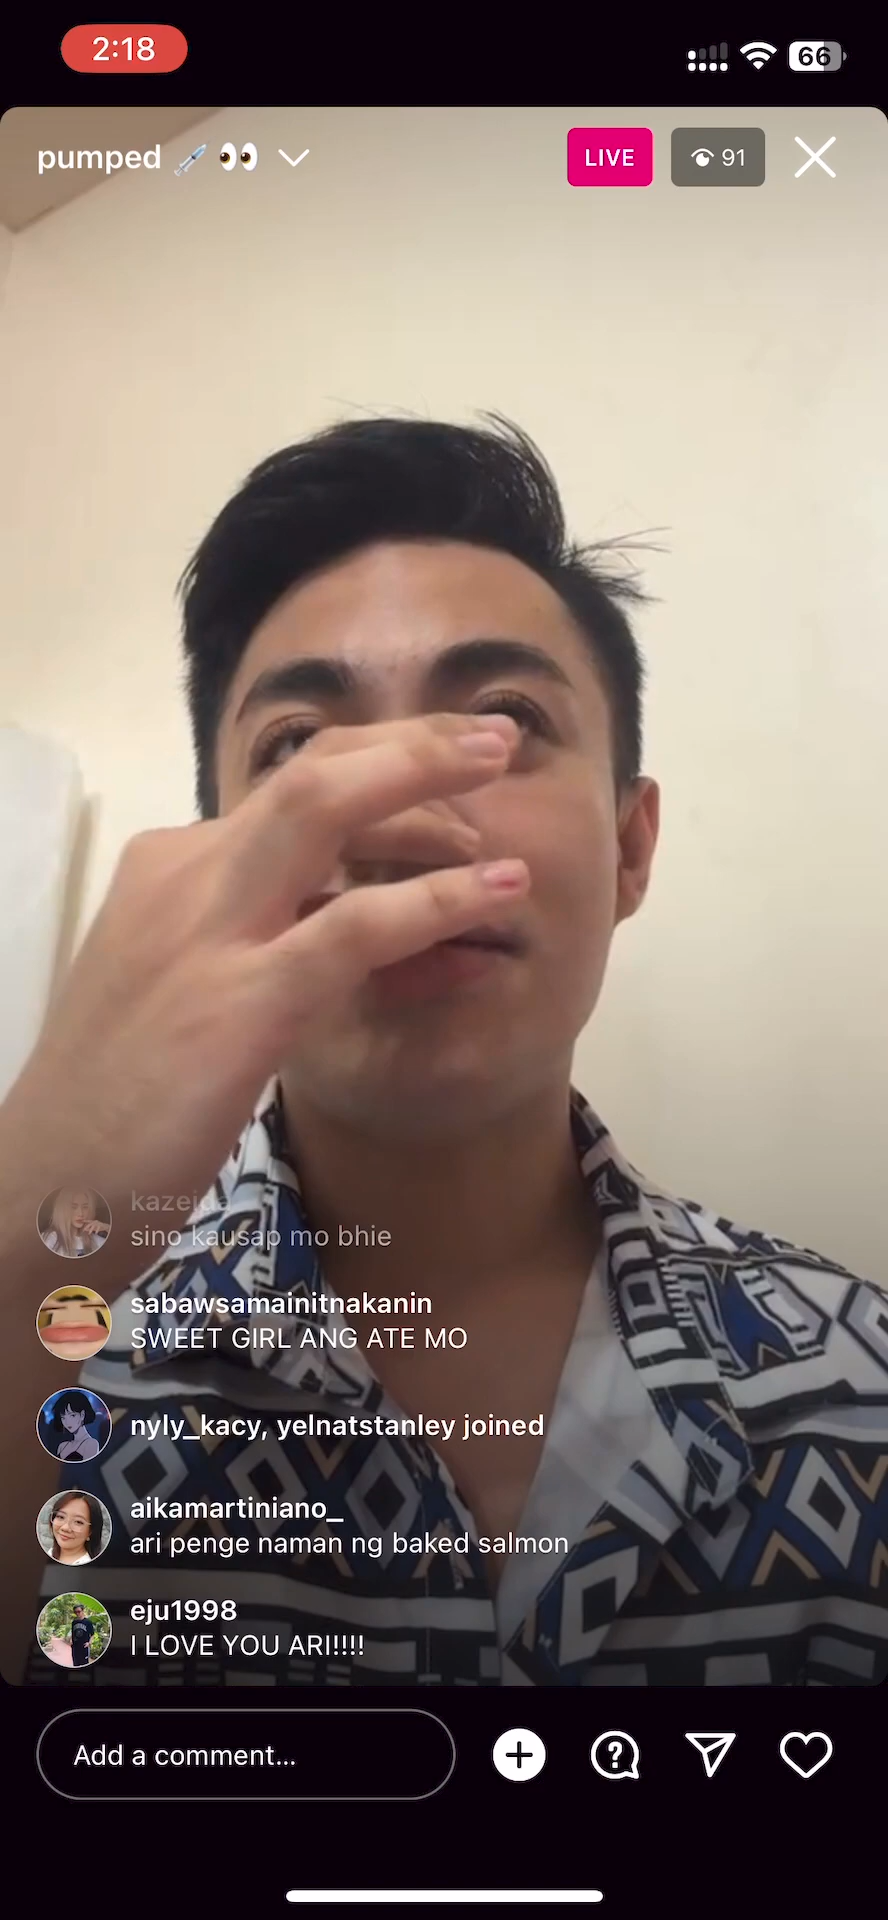 2:18
66
pumped 💉 👀
LIVE
91
kazeida
sino kausap mo bhie
sabawsamainitnakanin
SWEET GIRL ANG ATE MO
nyly_kacy, yelnatstanley joined
aikamartiniano_
ari penge naman ng baked salmon
eju1998
I LOVE YOU ARI!!!!
Add a comment...